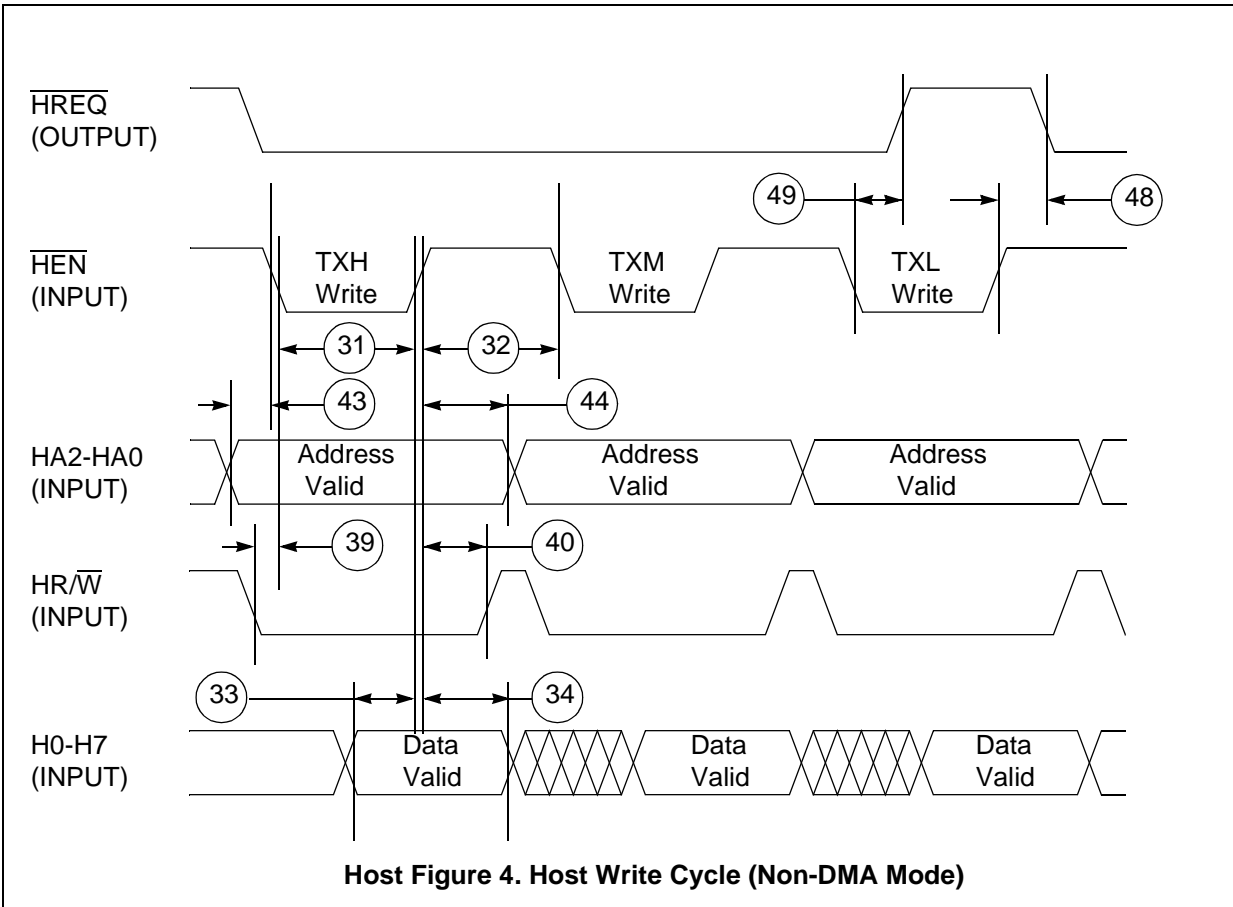 HREQ
(OUTPUT)
49
48
HEN
(INPUT)
TXH
Write
TXM
Write
TXL
Write
31
32
43
44
HA2-HA0
(INPUT)
Address
Valid
Address
Valid
Address
Valid
39
40
HR/W
(INPUT)
33
34
H0-H7
(INPUT)
Data
Valid
Data
Valid
Data
Valid
Host Figure 4. Host Write Cycle (Non-DMA Mode)